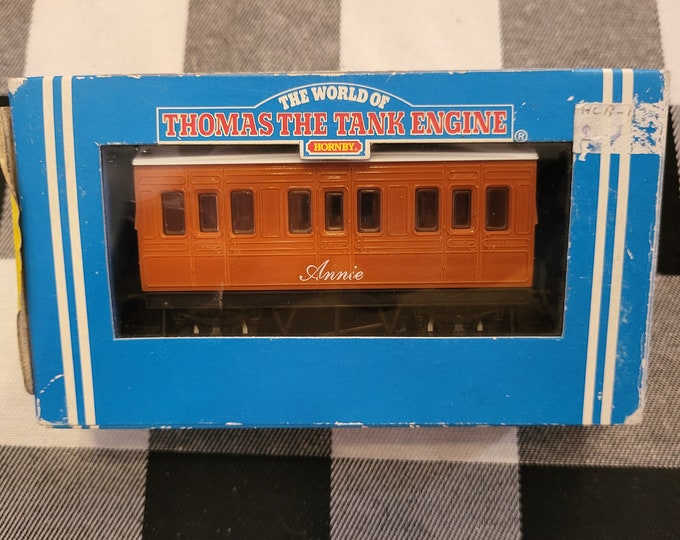 THE WORLD OF
THOMAS THE TANK ENGINE®
HORNBY
Annie